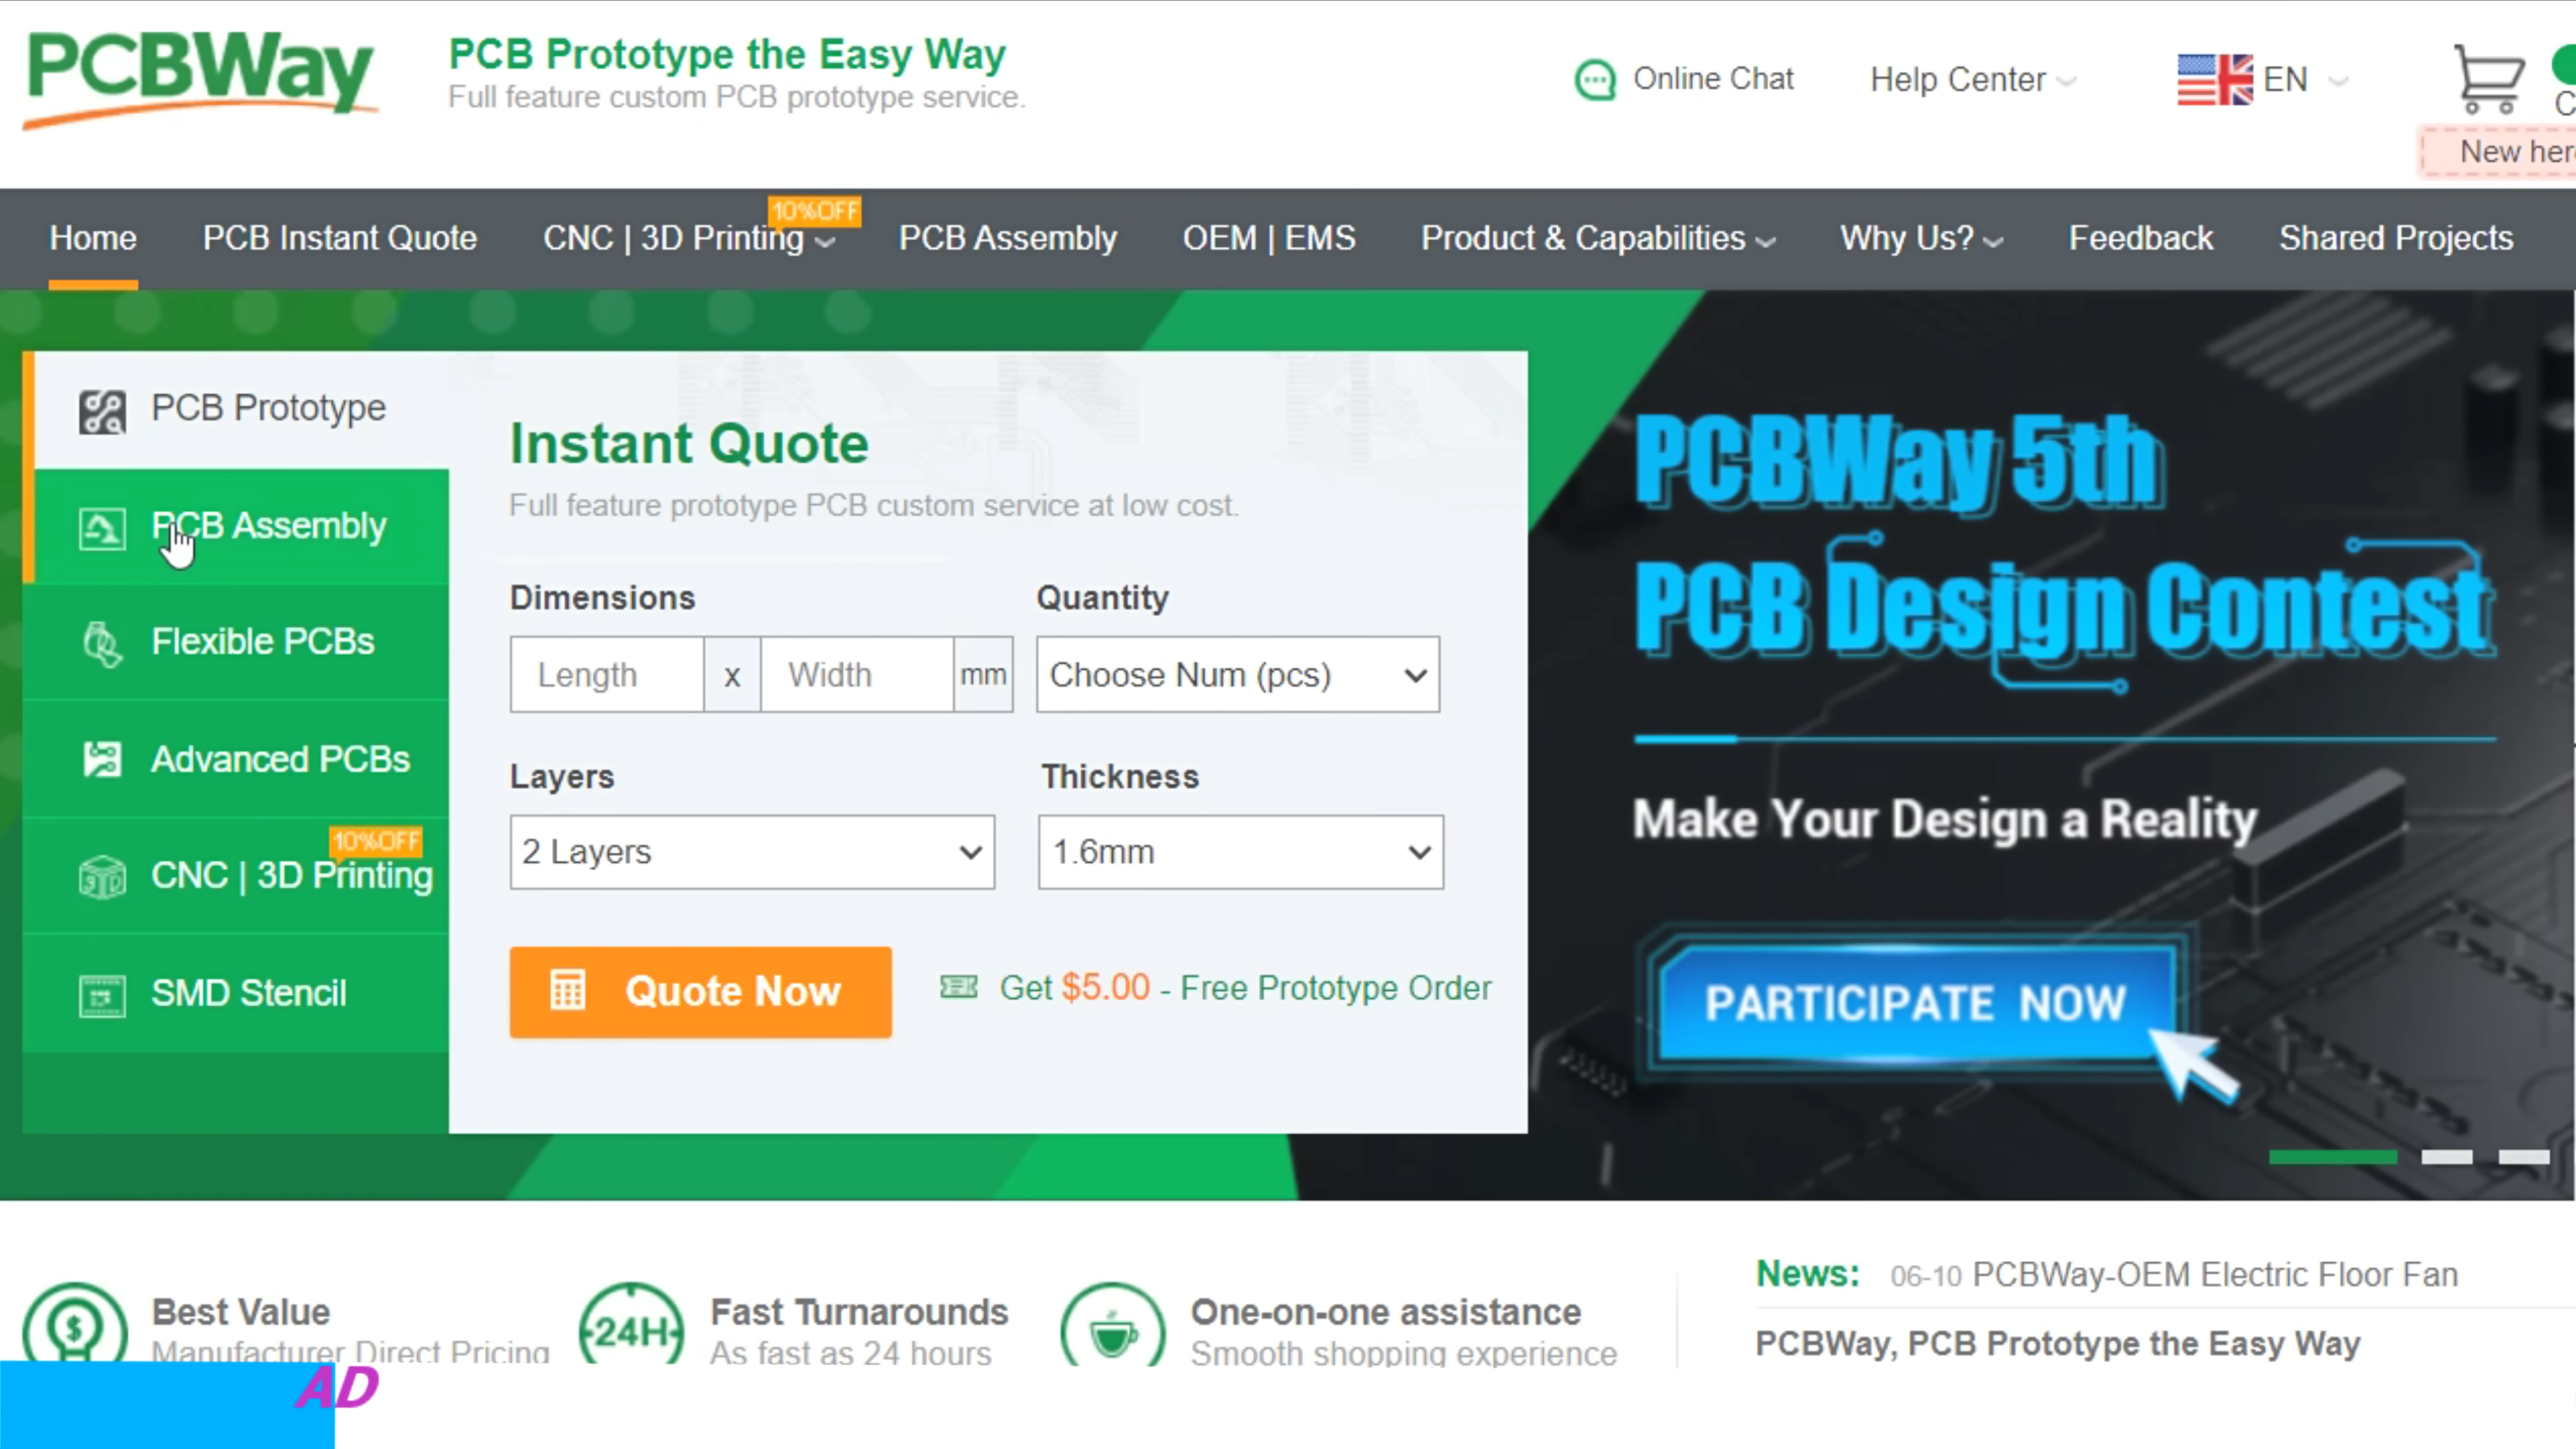 PCBWay
PCB Prototype the Easy Way
Full feature custom PCB prototype service.
Online Chat
Help Center
EN
New here
Home
PCB Instant Quote
CNC | 3D Printing
10%OFF
PCB Assembly
OEM | EMS
Product & Capabilities
Why Us?
Feedback
Shared Projects
PCB Prototype
PCB Assembly
Flexible PCBs
Advanced PCBs
10%OFF
CNC | 3D Printing
SMD Stencil
Instant Quote
Full feature prototype PCB custom service at low cost.
Dimensions
Quantity
Length x Width mm
Choose Num (pcs)
Layers
Thickness
2 Layers
1.6mm
Quote Now
Get $5.00 - Free Prototype Order
PCBWay 5th
PCB Design Contest
Make Your Design a Reality
PARTICIPATE NOW
Best Value
Manufacturer Direct Pricing
24H
Fast Turnarounds
As fast as 24 hours
One-on-one assistance
Smooth shopping experience
News: 06-10 PCBWay-OEM Electric Floor Fan
PCBWay, PCB Prototype the Easy Way
AD